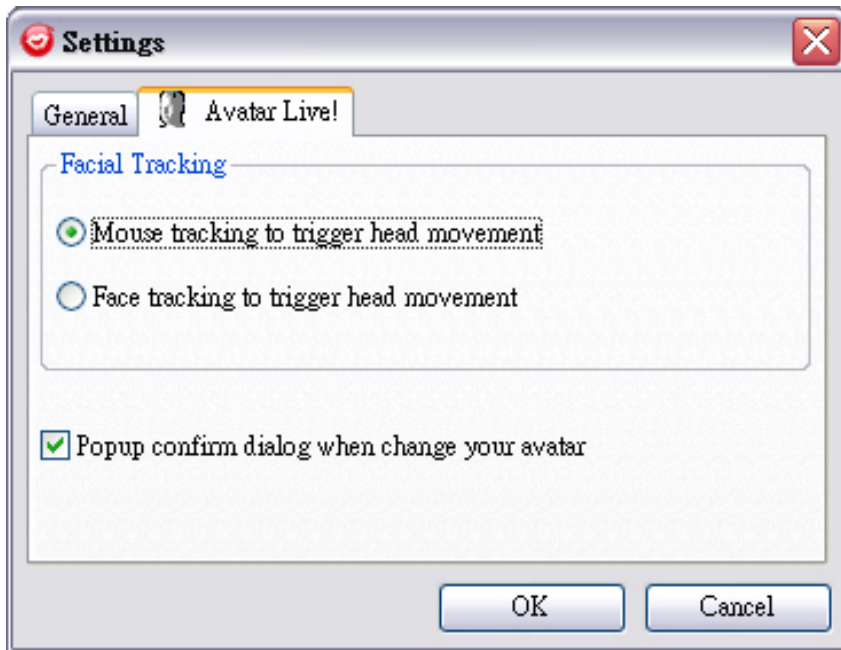 Settings
General
Avatar Live!
Facial Tracking
Mouse tracking to trigger head movement
Face tracking to trigger head movement
Popup confirm dialog when change your avatar
OK
Cancel